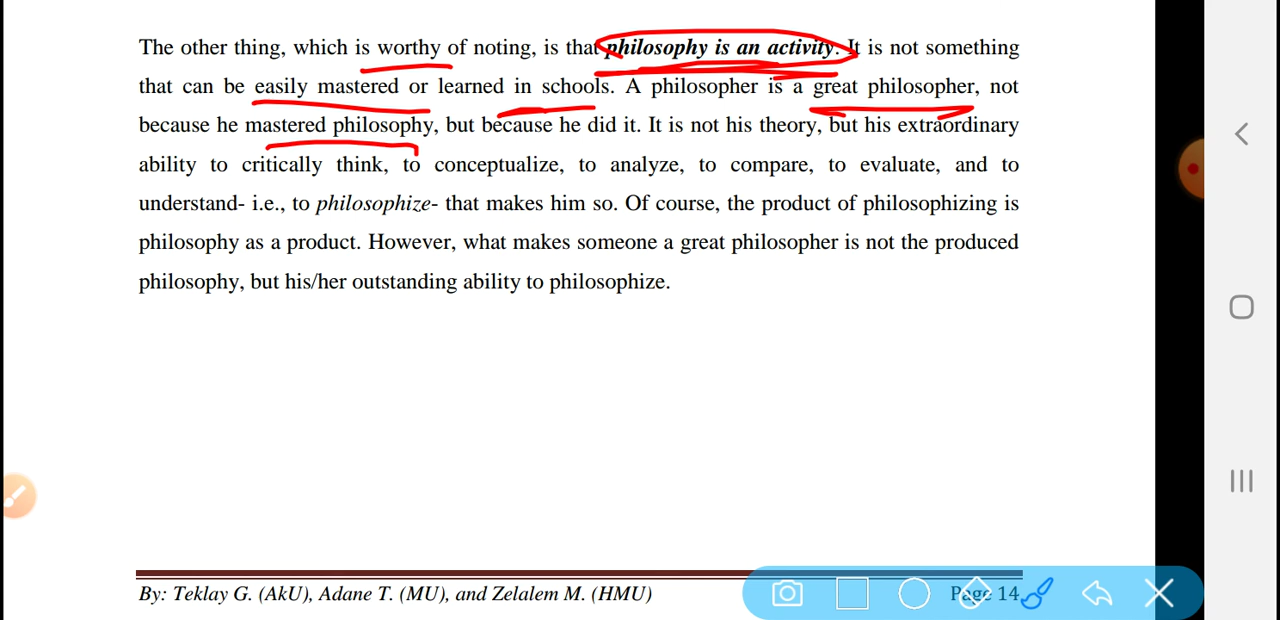 The other thing, which is worthy of noting, is that philosophy is an activity. It is not something
that can be easily mastered or learned in schools. A philosopher is a great philosopher, not
because he mastered philosophy, but because he did it. It is not his theory, but his extraordinary
ability to critically think, to conceptualize, to analyze, to compare, to evaluate, and to
understand- i.e., to philosophize- that makes him so. Of course, the product of philosophizing is
philosophy as a product. However, what makes someone a great philosopher is not the produced
philosophy, but his/her outstanding ability to philosophize.
By: Teklay G. (AkU), Adane T. (MU), and Zelalem M. (HMU) Page 14